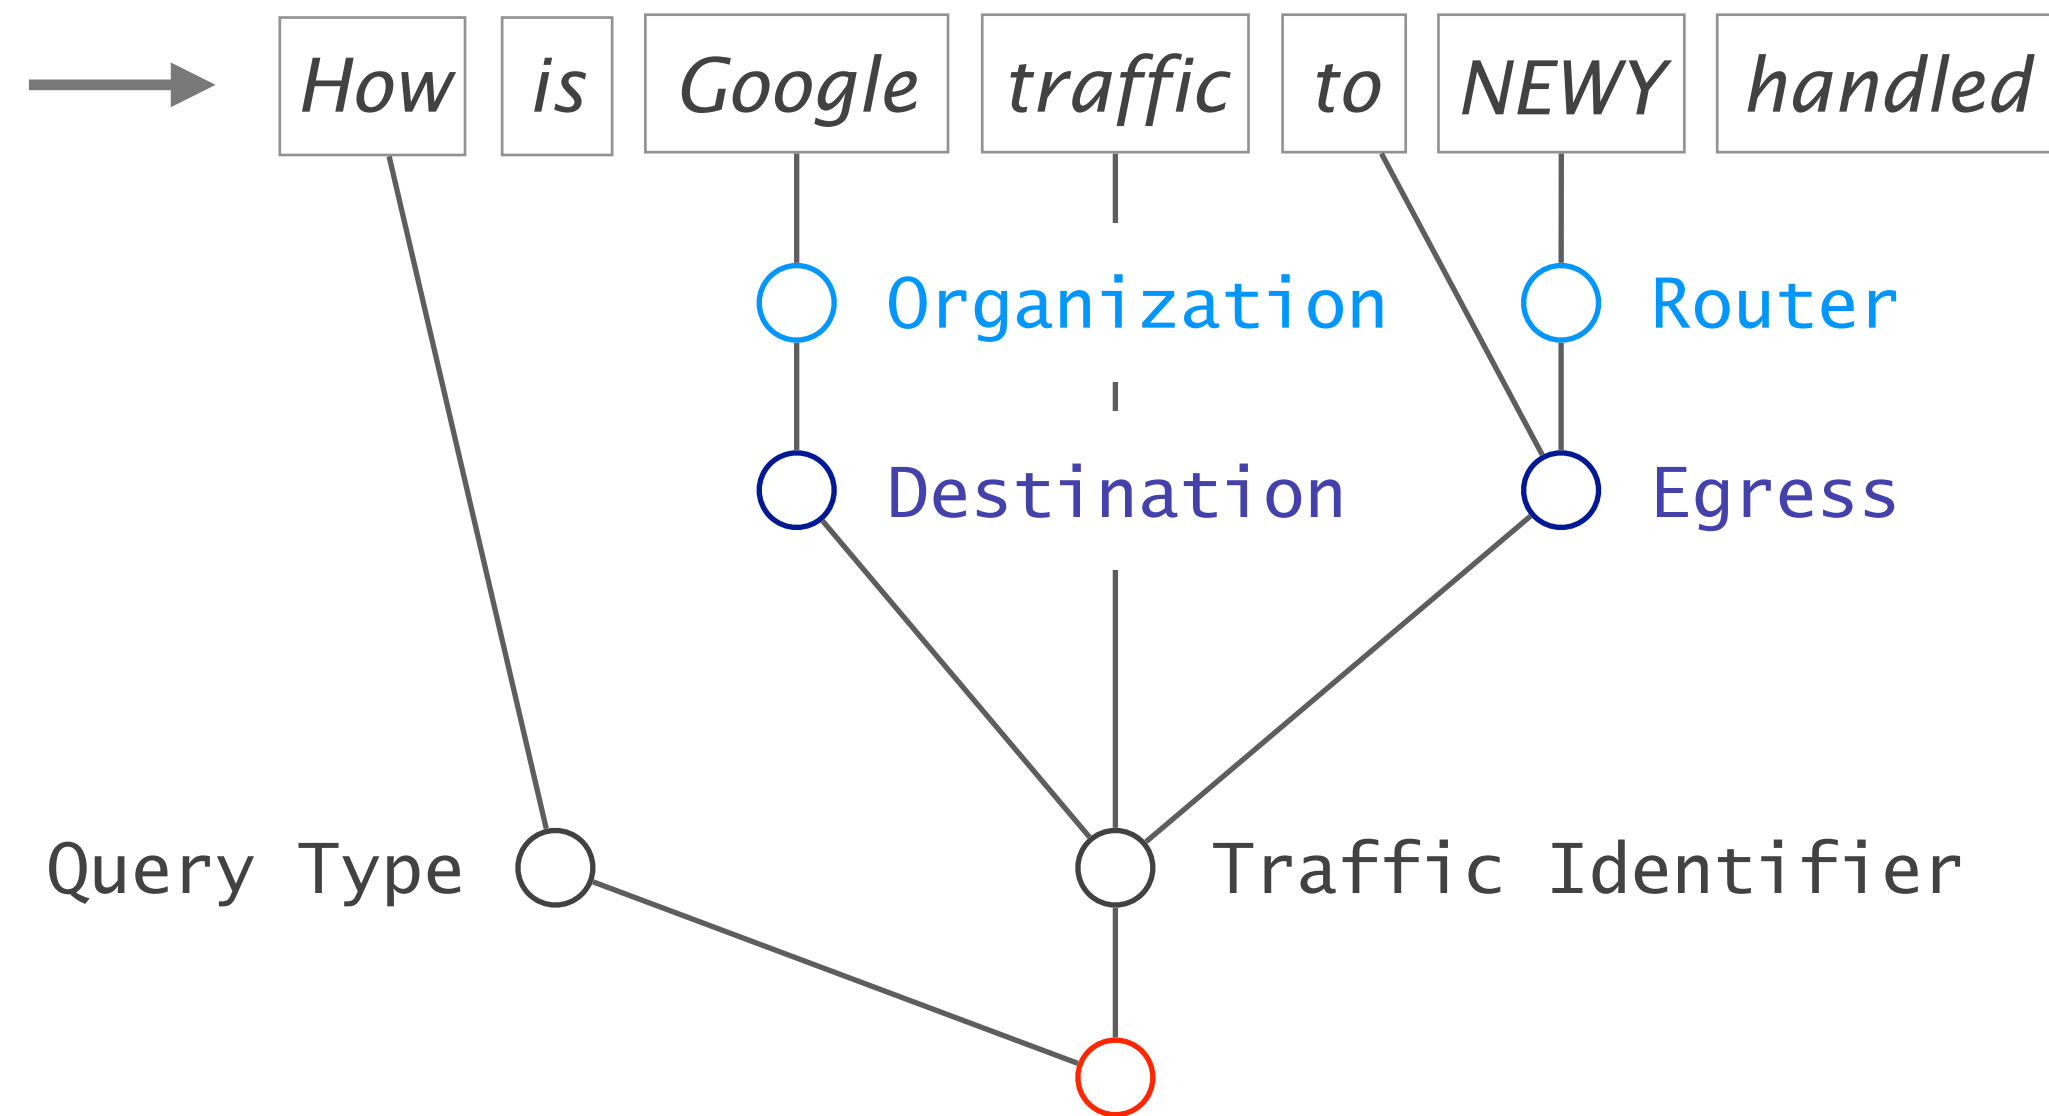 How is Google traffic to NEWY handled
Organization Router
Destination Egress
Query Type Traffic Identifier